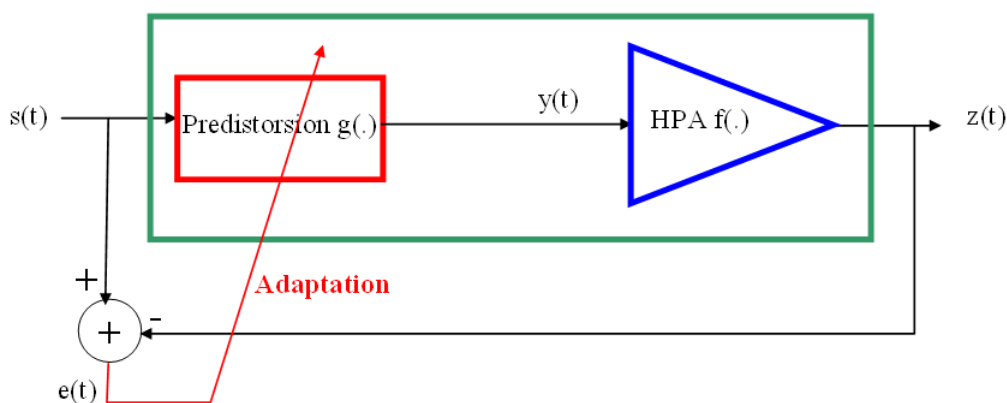 s(t)
Predistorsion g(.)
y(t)
HPA f(.)
z(t)
Adaptation
+
+
-
e(t)